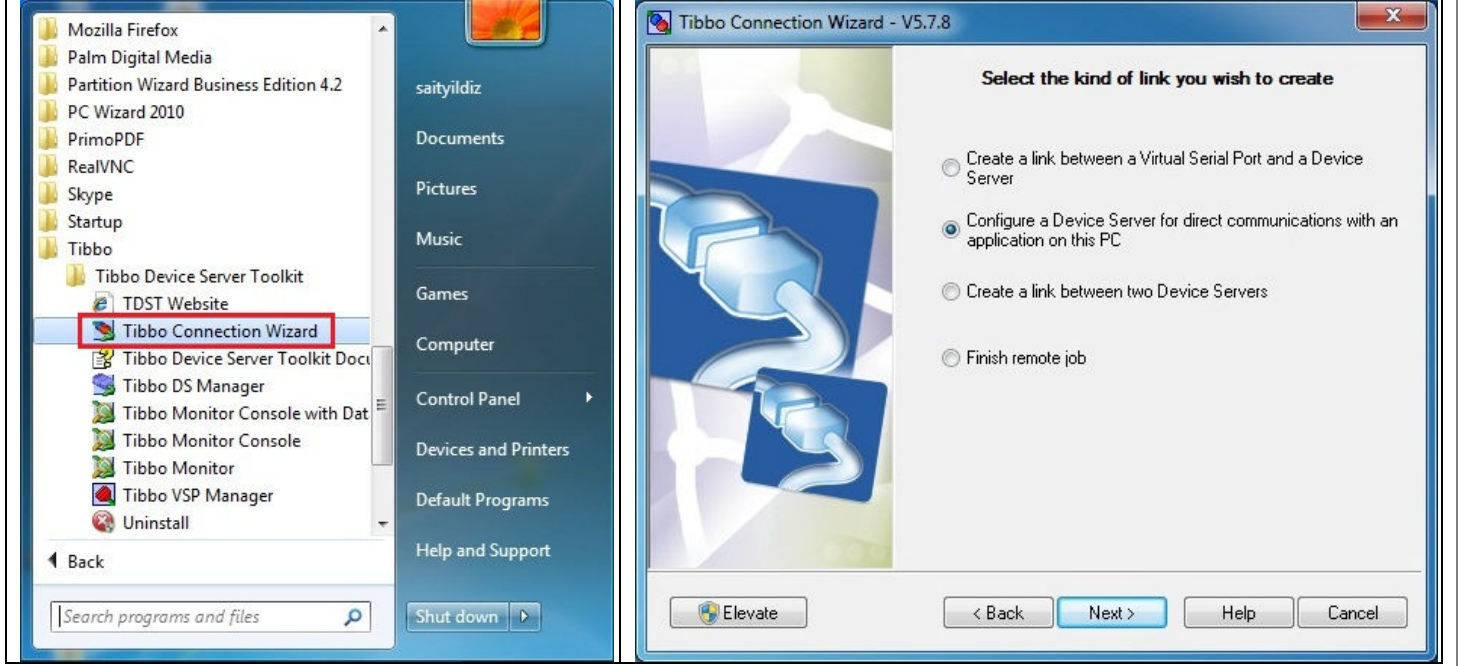 Mozilla Firefox
Palm Digital Media
Partition Wizard Business Edition 4.2
PC Wizard 2010
PrimoPDF
RealVNC
Skype
Startup
Tibbo
Tibbo Device Server Toolkit
TDST Website
Tibbo Connection Wizard
Tibbo Device Server Toolkit Docu
Tibbo DS Manager
Tibbo Monitor Console with Dat
Tibbo Monitor Console
Tibbo Monitor
Tibbo VSP Manager
Uninstall
Back
Search programs and files
saityildiz
Documents
Pictures
Music
Games
Computer
Control Panel
Devices and Printers
Default Programs
Help and Support
Shut down
Tibbo Connection Wizard - V5.7.8
Select the kind of link you wish to create
Create a link between a Virtual Serial Port and a Device
Server
Configure a Device Server for direct communications with an
application on this PC
Create a link between two Device Servers
Finish remote job
Elevate
< Back
Next >
Help
Cancel